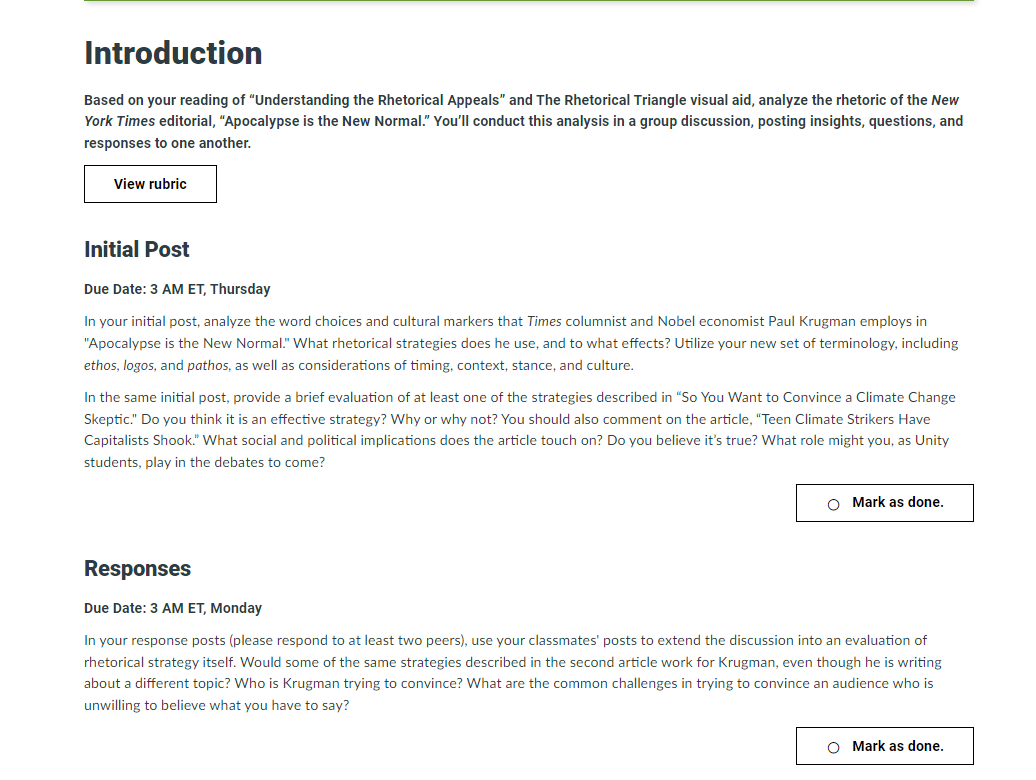 Introduction
Based on your reading of “Understanding the Rhetorical Appeals” and The Rhetorical Triangle visual aid, analyze the rhetoric of the New
York Times editorial, “Apocalypse is the New Normal.” You’ll conduct this analysis in a group discussion, posting insights, questions, and
responses to one another.
View rubric
Initial Post
Due Date: 3 AM ET, Thursday
In your initial post, analyze the word choices and cultural markers that Times columnist and Nobel economist Paul Krugman employs in
"Apocalypse is the New Normal." What rhetorical strategies does he use, and to what effects? Utilize your new set of terminology, including
ethos, logos, and pathos, as well as considerations of timing, context, stance, and culture.
In the same initial post, provide a brief evaluation of at least one of the strategies described in “So You Want to Convince a Climate Change
Skeptic." Do you think it is an effective strategy? Why or why not? You should also comment on the article, “Teen Climate Strikers Have
Capitalists Shook.” What social and political implications does the article touch on? Do you believe it’s true? What role might you, as Unity
students, play in the debates to come?
Mark as done.
Responses
Due Date: 3 AM ET, Monday
In your response posts (please respond to at least two peers), use your classmates' posts to extend the discussion into an evaluation of
rhetorical strategy itself. Would some of the same strategies described in the second article work for Krugman, even though he is writing
about a different topic? Who is Krugman trying to convince? What are the common challenges in trying to convince an audience who is
unwilling to believe what you have to say?
Mark as done.